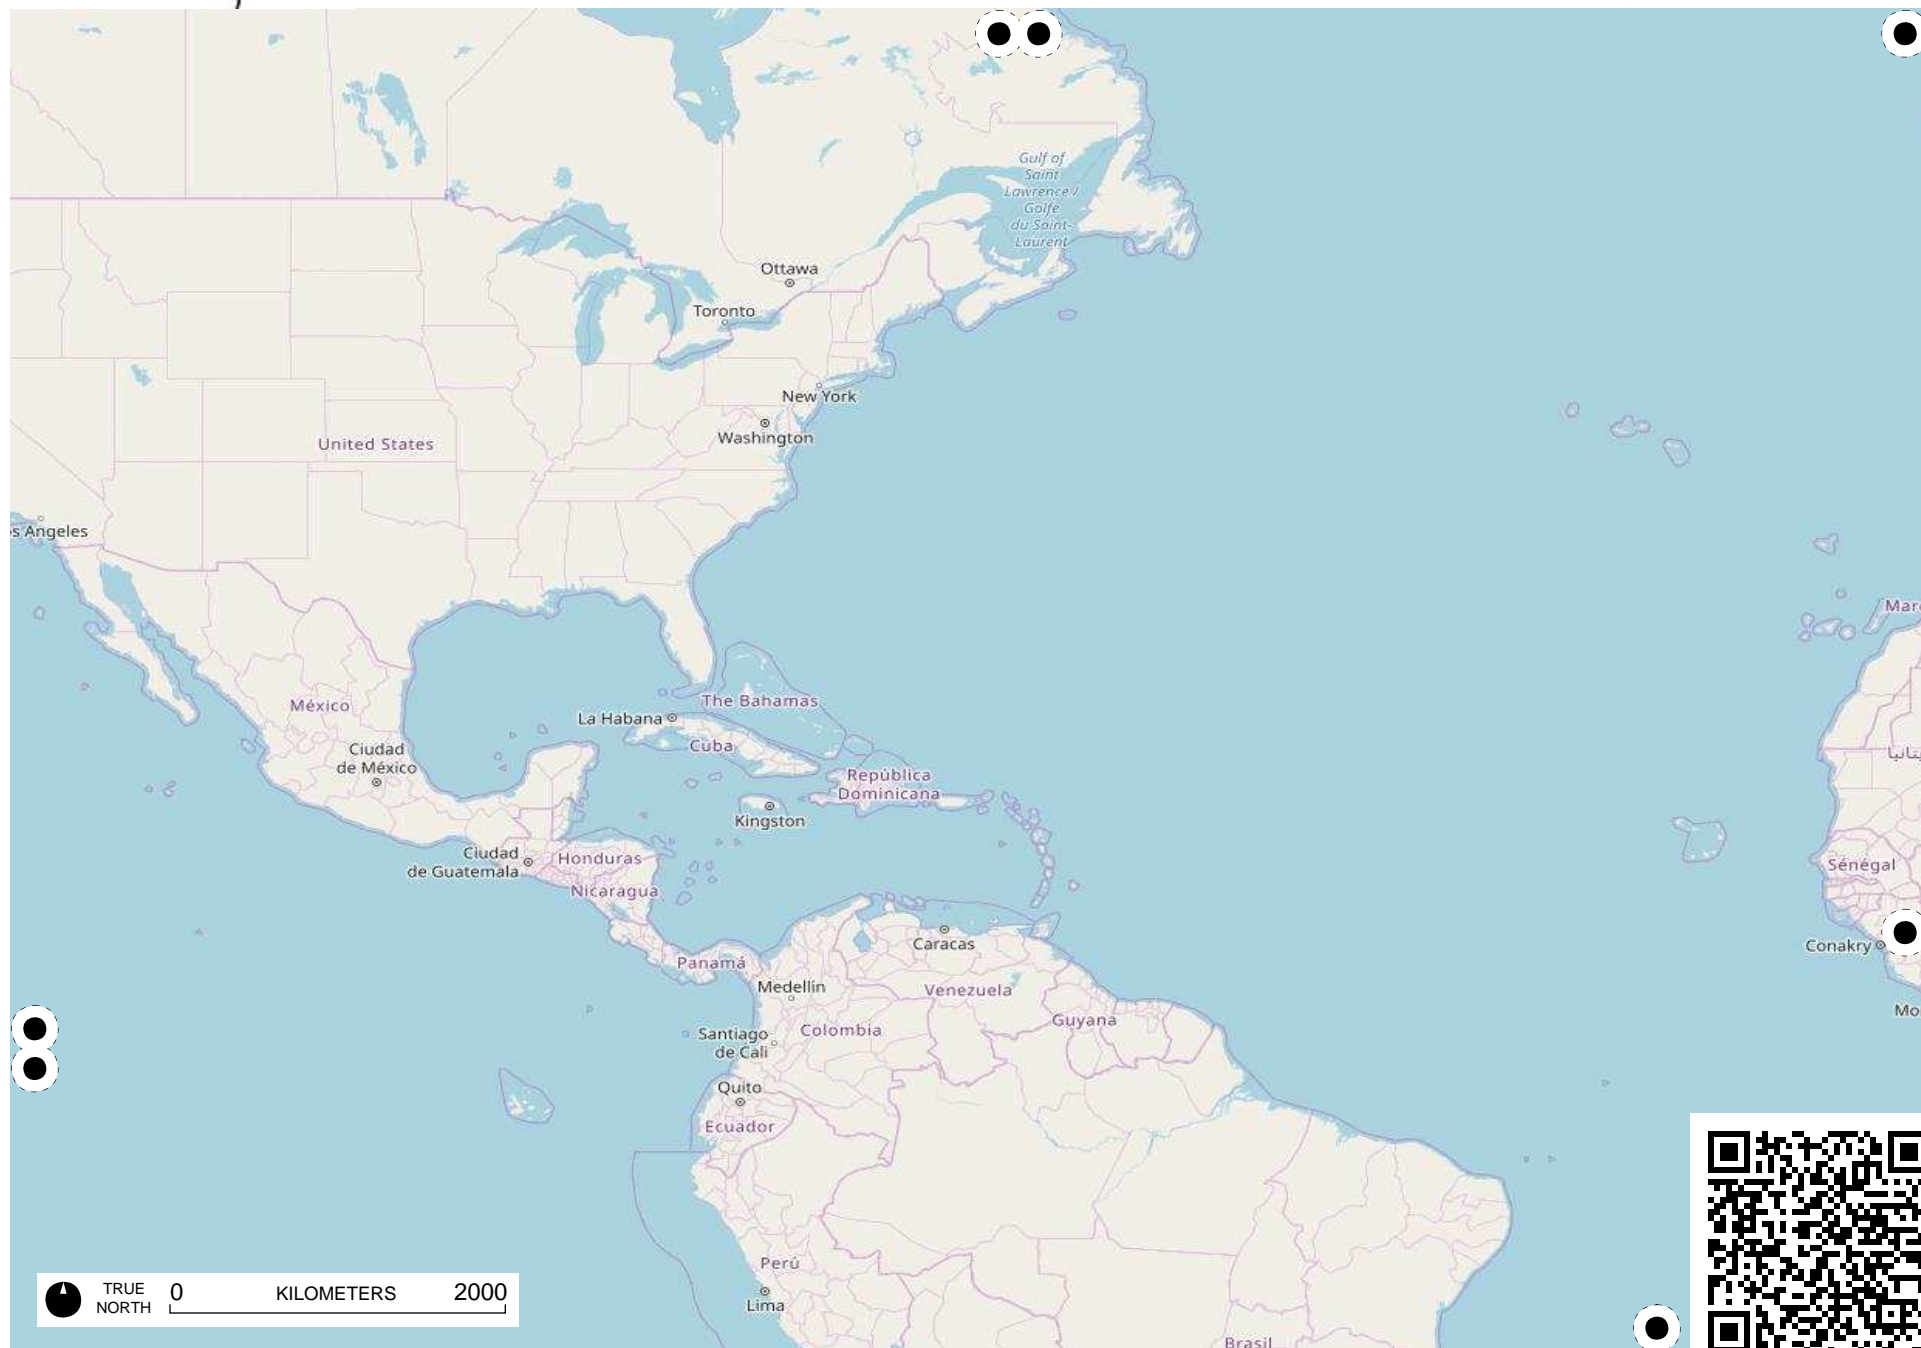 Gulf of
Saint
Lawrence /
Golfe
du Saint-
Laurent
Ottawa
Toronto
New York
Washington
United States
s Angeles
The Bahamas
México
La Habana
Cuba
Ciudad
de México
República
Dominicana
Kingston
Ciudad
de Guatemala
Honduras
Nicaragua
Sénégal
Caracas
Conakry
Panamá
Medellín
Venezuela
Guyana
Santiago
de Cali
Colombia
Quito
Ecuador
Perú
Lima
Brasil
TRUE
NORTH
0 KILOMETERS 2000